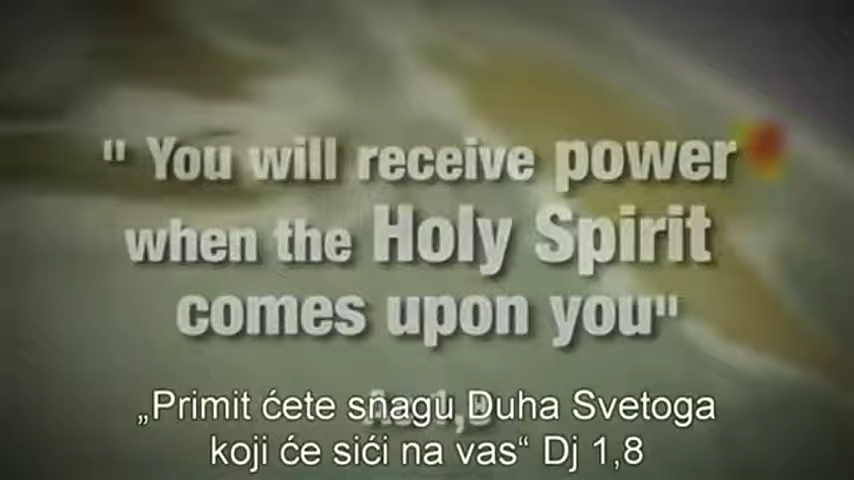 " You will receive power
when the Holy Spirit
comes upon you"
„Primit ćete snagu Duha Svetoga
koji će sići na vas“ Dj 1,8